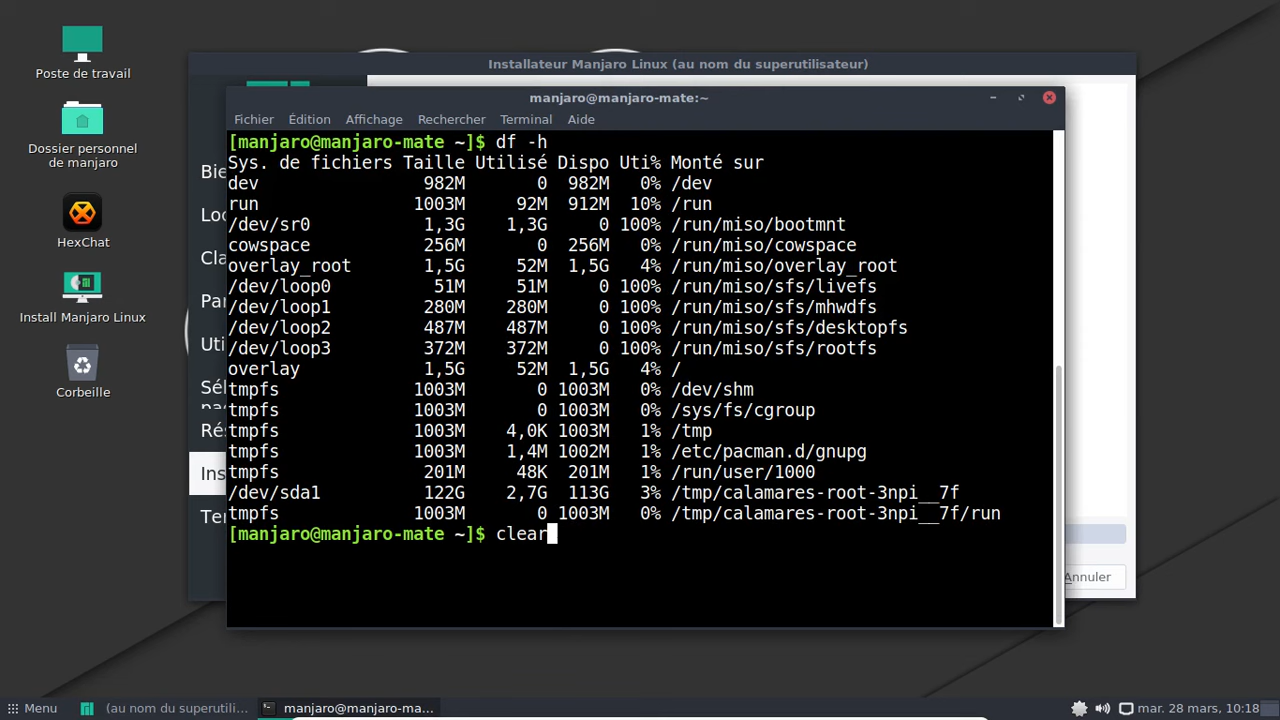 Poste de travail
Dossier personnel
de manjaro
HexChat
Install Manjaro Linux
Corbeille
Installateur Manjaro Linux (au nom du superutilisateur)
manjaro@manjaro-mate:~
Fichier Édition Affichage Rechercher Terminal Aide
[manjaro@manjaro-mate ~]$ df -h
Sys. de fichiers Taille Utilisé Dispo Uti% Monté sur
dev 982M 0 982M 0% /dev
run 1003M 92M 912M 10% /run
/dev/sr0 1,3G 1,3G 0 100% /run/miso/bootmnt
cowspace 256M 0 256M 0% /run/miso/cowspace
overlay_root 1,5G 52M 1,5G 4% /run/miso/overlay_root
/dev/loop0 51M 51M 0 100% /run/miso/sfs/livefs
/dev/loop1 280M 280M 0 100% /run/miso/sfs/mhwdfs
/dev/loop2 487M 487M 0 100% /run/miso/sfs/desktopfs
/dev/loop3 372M 372M 0 100% /run/miso/sfs/rootfs
overlay 1,5G 52M 1,5G 4% /
tmpfs 1003M 0 1003M 0% /dev/shm
tmpfs 1003M 0 1003M 0% /sys/fs/cgroup
tmpfs 1003M 4,0K 1003M 1% /tmp
tmpfs 1003M 1,4M 1002M 1% /etc/pacman.d/gnupg
tmpfs 201M 48K 201M 1% /run/user/1000
/dev/sda1 122G 2,7G 113G 3% /tmp/calamares-root-3npi__7f
tmpfs 1003M 0 1003M 0% /tmp/calamares-root-3npi__7f/run
[manjaro@manjaro-mate ~]$ clear
Bie
Loc
Cla
Par
Uti
Sél
Rés
Ins
Ter
Annuler
Menu (au nom du superutili... manjaro@manjaro-ma... mar. 28 mars, 10:18